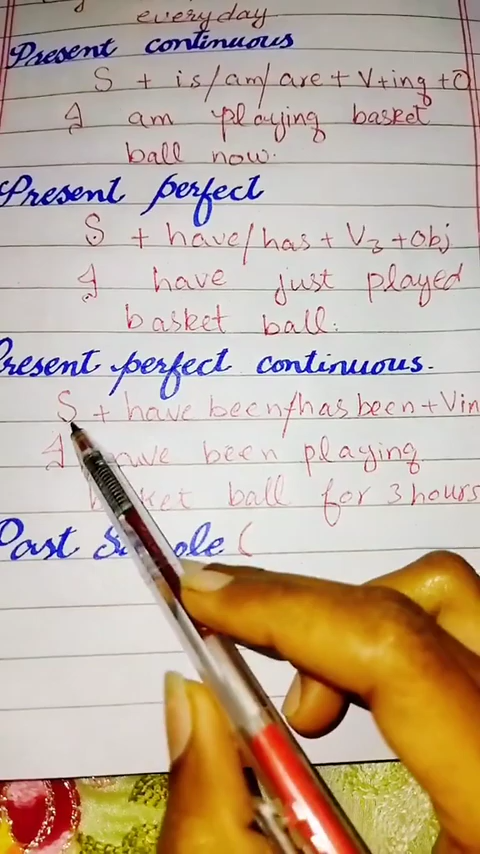 everyday
Present continuous
S + is/am/are + V+ing +O
I am playing basket
ball now.
Present perfect
S + have/has + V3 + obj
I have just played
basket ball.
Present perfect continuous.
S + have been/has been + Vin
I have been playing
ball for 3 hours
Past (